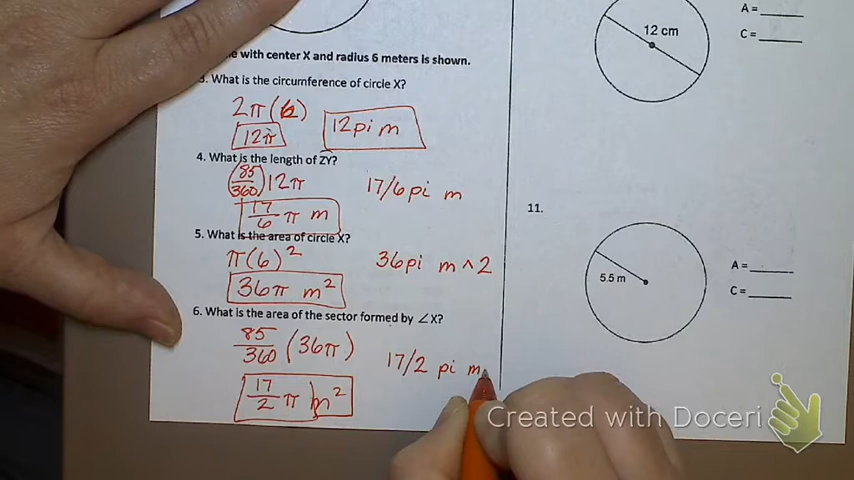 e with center X and radius 6 meters is shown.
3. What is the circumference of circle X?
2π(6)
12π
12pi m
4. What is the length of ZY?
(85/360)12π
17/6pi m
17/6 π m
5. What is the area of circle X?
π(6)²
36pi m^2
36π m²
6. What is the area of the sector formed by ∠X?
85/360 (36π)
17/2 pi m
17/2 π m²
12 cm
A = ______
C = ______
11.
5.5 m
A = ______
C = ______
Created with Doceri